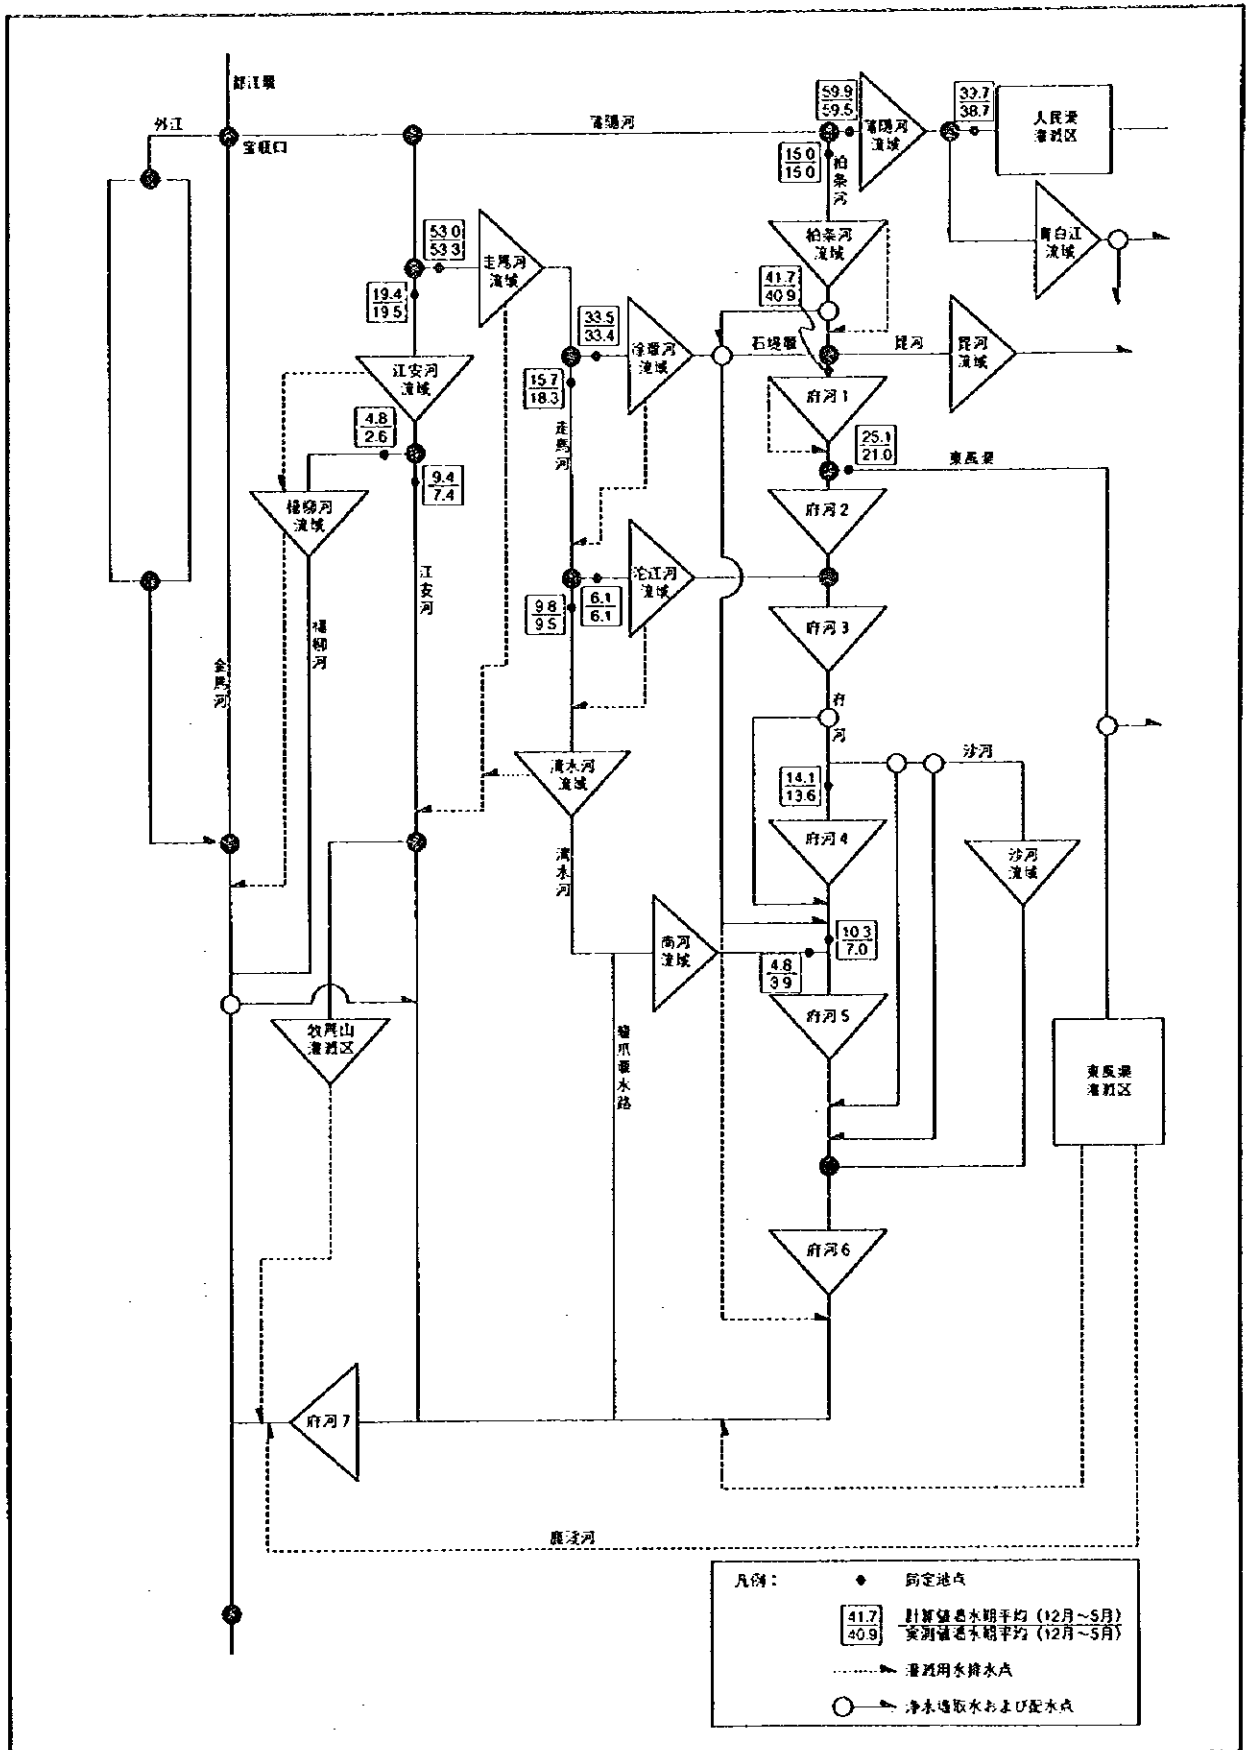 都江堰
外江
宝瓶口
蒲陽河
59.9
59.5
蒲陽河
流域
33.7
38.7
人民渠
灌漑区
15.0
15.0
柏条河
柏条河
流域
青白江
流域
53.0
53.3
走馬河
流域
19.4
19.5
41.7
40.9
33.5
33.4
徐堰河
流域
石堤堰
毘河
毘河
流域
江安河
流域
15.7
18.3
府河1
4.8
2.6
走馬河
25.1
21.0
東風渠
9.4
7.4
楊柳河
流域
府河2
江安河
沱江河
流域
6.1
6.1
9.8
9.5
楊柳河
府河3
金馬河
府河
清水河
流域
沙河
14.1
13.6
府河4
沙河
流域
清水河
南河
流域
10.3
7.0
4.8
3.9
牧馬山
灌漑区
府河5
東風渠
灌漑区
府河6
府河7
鹿渓河
凡例:
同定地点
41.7
40.9
計算値渇水期平均 (12月～5月)
実測値渇水期平均 (12月～5月)
灌漑用水排水点
浄水場取水および配水点